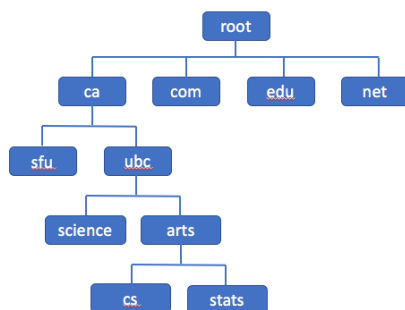 root
ca com edu net
sfu ubc
science arts
cs stats